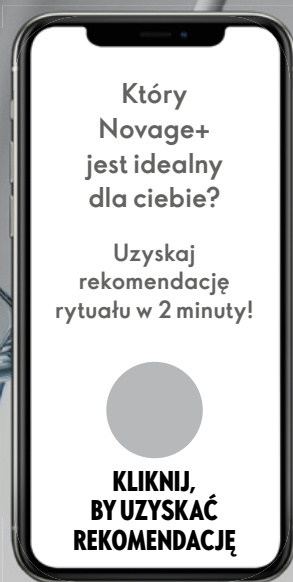 Który
Novage+
jest idealny
dla ciebie?
Uzyskaj
rekomendację
rytuału w 2 minuty!
KLIKNIJ,
BY UZYSKAĆ
REKOMENDACJĘ